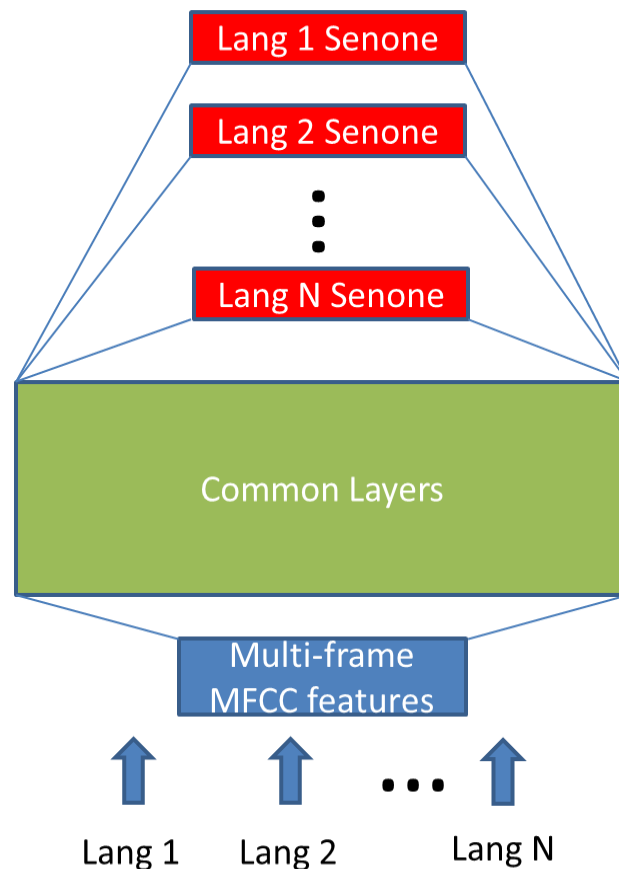 Lang 1 Senone
Lang 2 Senone
Lang N Senone
Common Layers
Multi-frame
MFCC features
Lang 1 Lang 2 Lang N